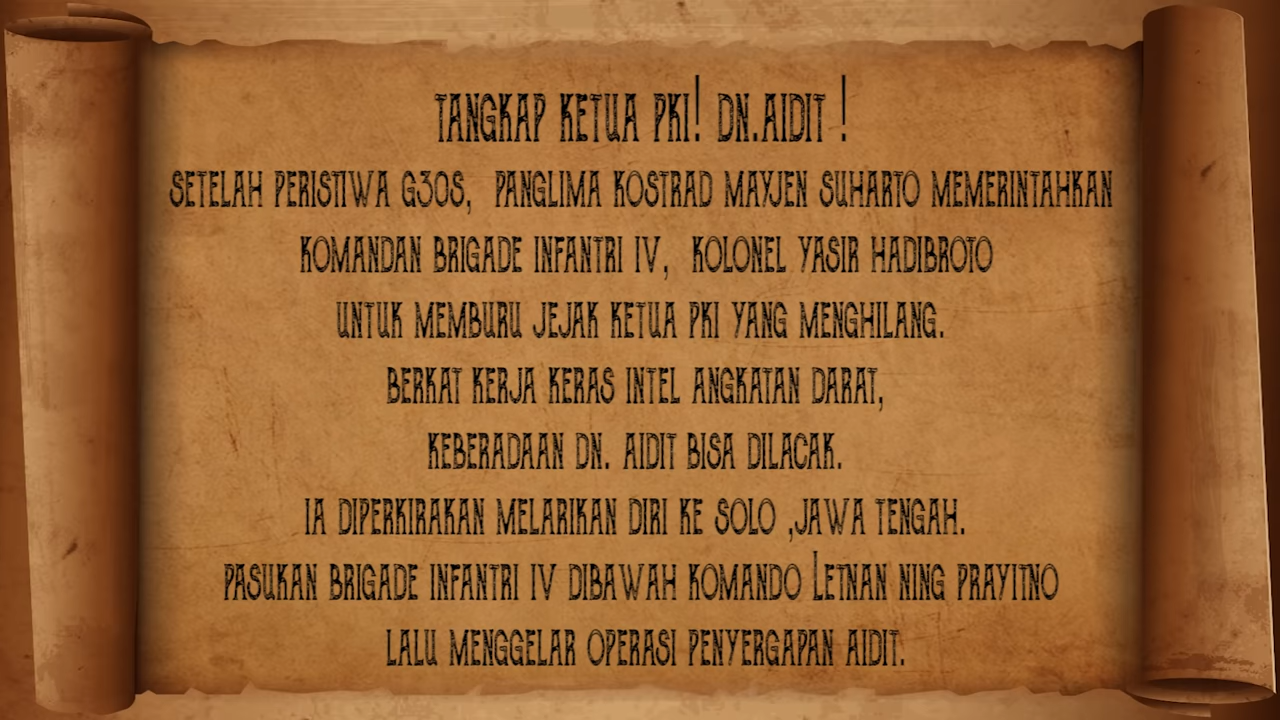 TANGKAP KETUA PKI! DN.AIDIT !
SETELAH PERISTIWA G30S, PANGLIMA KOSTRAD MAYJEN SUHARTO MEMERINTAHKAN
KOMANDAN BRIGADE INFANTRI IV, KOLONEL YASIR HADIBROTO
UNTUK MEMBURU JEJAK KETUA PKI YANG MENGHILANG.
BERKAT KERJA KERAS INTEL ANGKATAN DARAT,
KEBERADAAN DN. AIDIT BISA DILACAK.
IA DIPERKIRAKAN MELARIKAN DIRI KE SOLO ,JAWA TENGAH.
PASUKAN BRIGADE INFANTRI IV DIBAWAH KOMANDO LETNAN NING PRAYITNO
LALU MENGGELAR OPERASI PENYERGAPAN AIDIT.